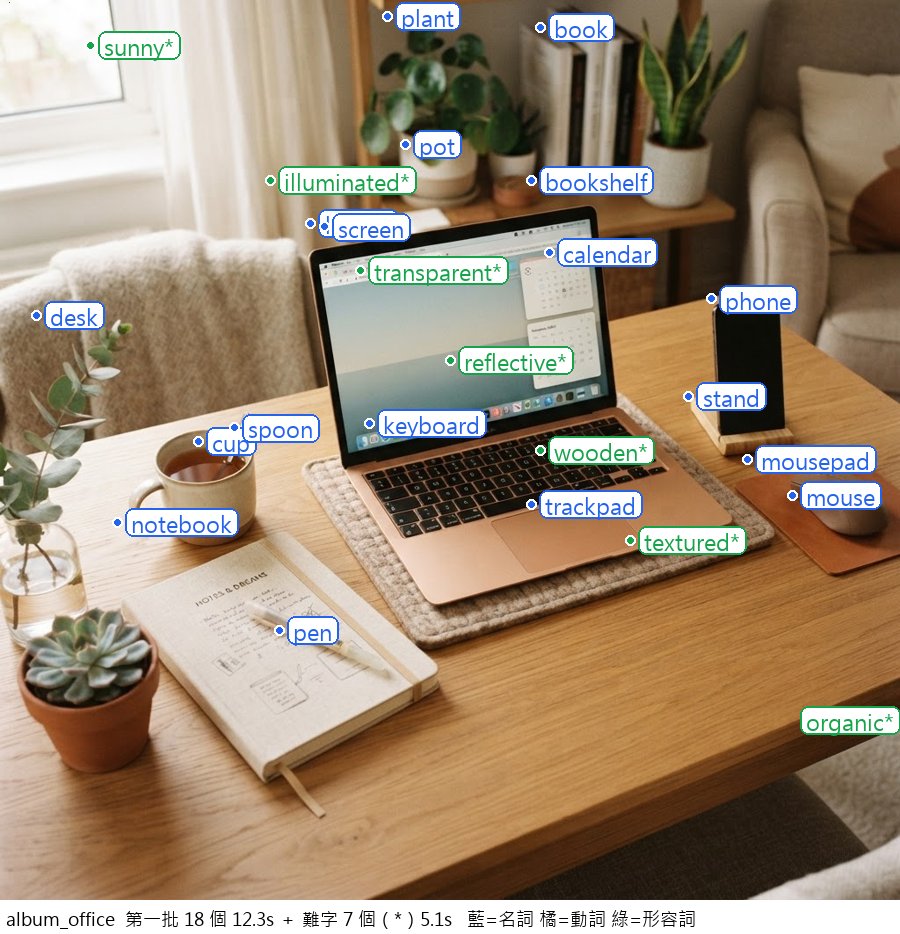 plant
book
sunny*
pot
illuminated*
bookshelf
screen
calendar
transparent*
desk
phone
reflective*
stand
keyboard
spoon
cup
wooden*
mousepad
mouse
trackpad
notebook
textured*
NOTES & DREAMS
pen
organic*
album_office 第一批 18 個 12.3s + 難字 7 個 ( * ) 5.1s 藍=名詞 橘=動詞 綠=形容詞